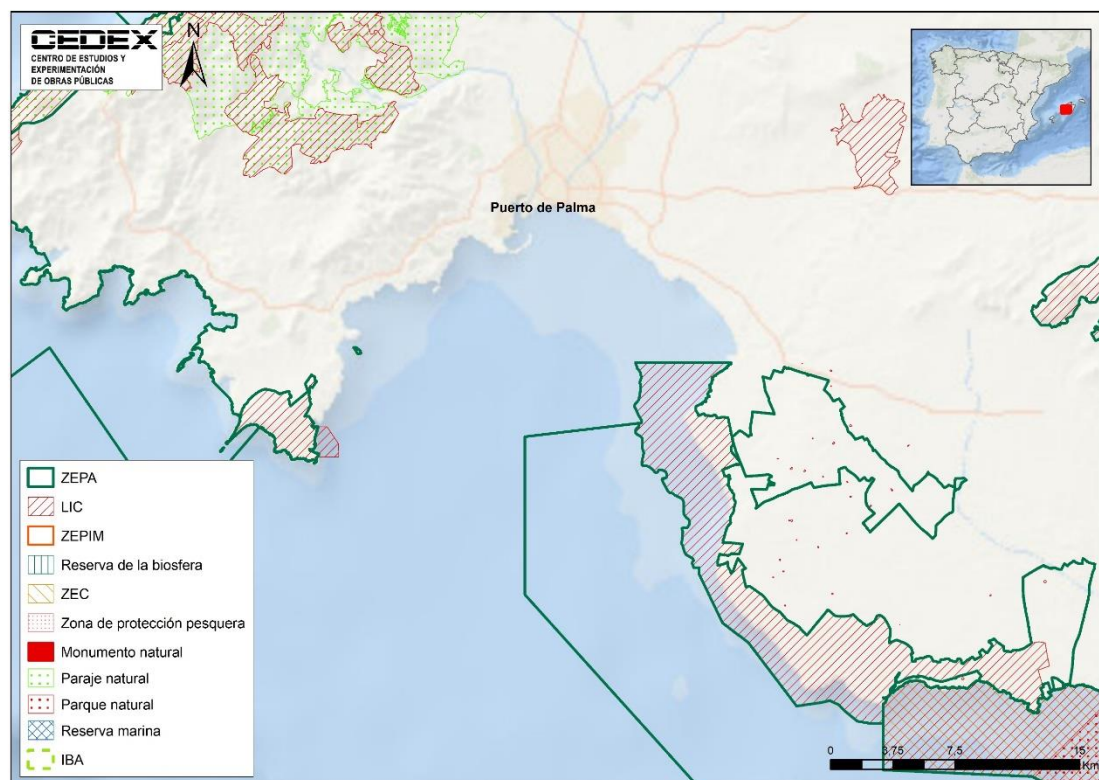 CEDEX
CENTRO DE ESTUDIOS Y
EXPERIMENTACIÓN
DE OBRAS PÚBLICAS
N
Puerto de Palma
ZEPA
LIC
ZEPIM
Reserva de la biosfera
ZEC
Zona de protección pesquera
Monumento natural
Paraje natural
Parque natural
Reserva marina
IBA
0 3,75 7,5 15
Km